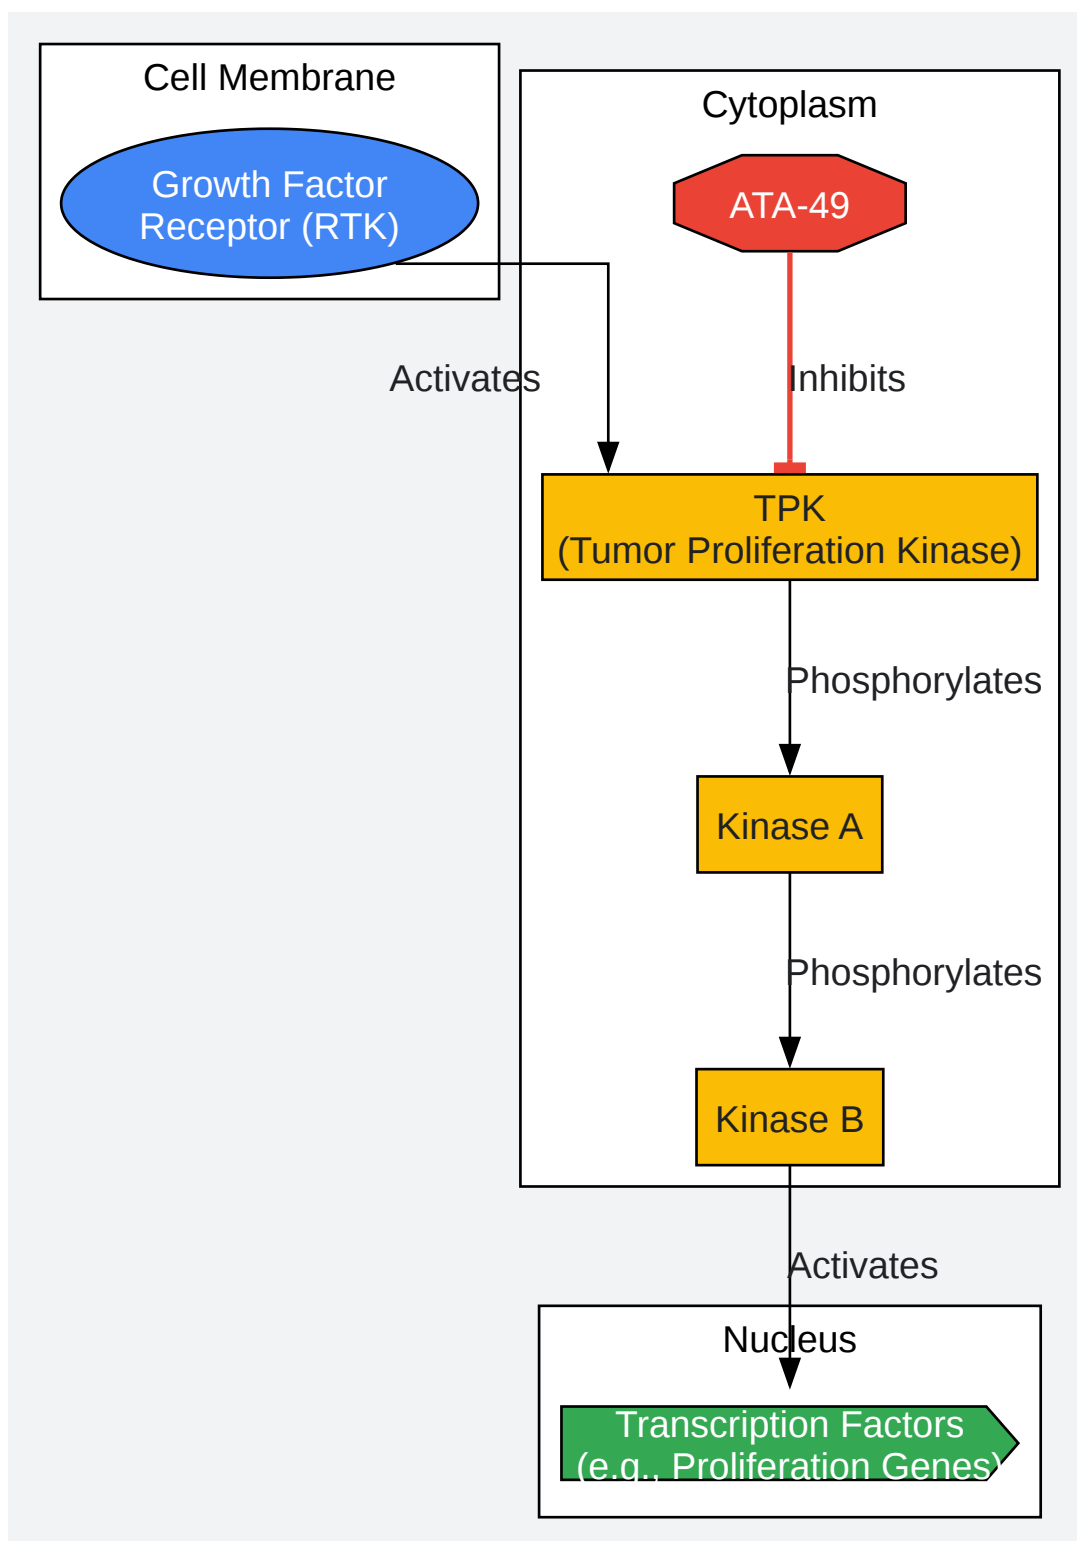 Cell Membrane
Growth Factor
Receptor (RTK)
Cytoplasm
ATA-49
Activates
Inhibits
TPK
(Tumor Proliferation Kinase)
Phosphorylates
Kinase A
Phosphorylates
Kinase B
Activates
Nucleus
Transcription Factors
(e.g., Proliferation Genes)